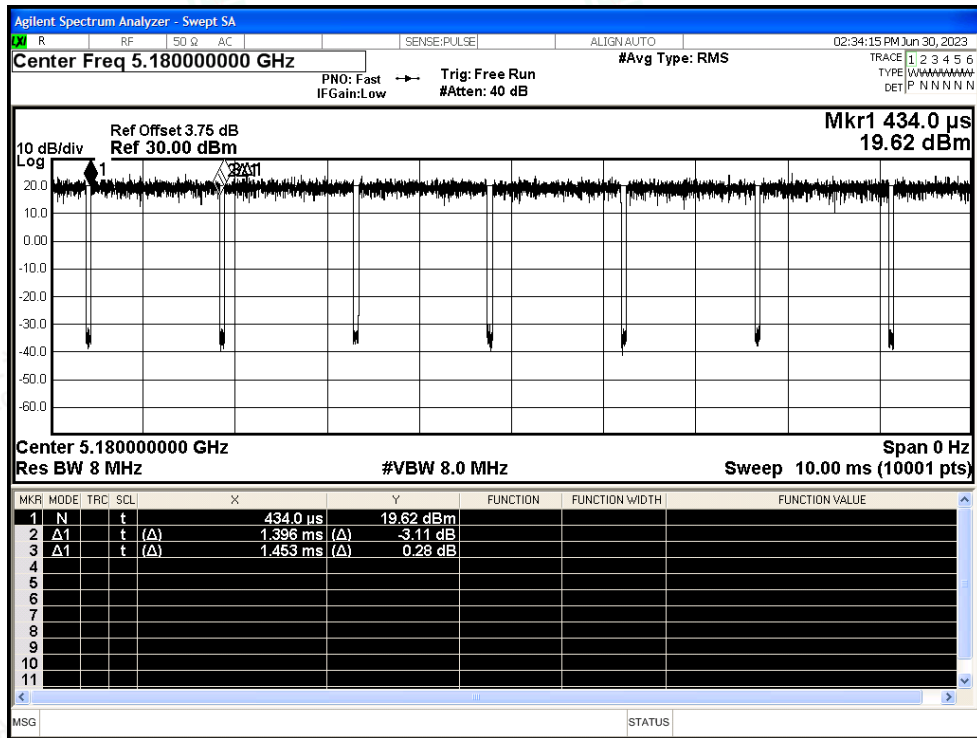 Agilent Spectrum Analyzer - Swept SA
LXI R RF 50 Ω AC SENSE:PULSE ALIGN AUTO 02:34:15 PM Jun 30, 2023
Center Freq 5.180000000 GHz
PNO: Fast
IFGain:Low
Trig: Free Run
#Atten: 40 dB
#Avg Type: RMS
TRACE 1 2 3 4 5 6
TYPE
DET P N N N N N
Mkr1 434.0 µs
19.62 dBm
Ref Offset 3.75 dB
10 dB/div Ref 30.00 dBm
Log
1
20.0
10.0
0.00
-10.0
-20.0
-30.0
-40.0
-50.0
-60.0
Center 5.180000000 GHz Span 0 Hz
Res BW 8 MHz #VBW 8.0 MHz Sweep 10.00 ms (10001 pts)
MKR MODE TRC SCL X Y FUNCTION FUNCTION WIDTH FUNCTION VALUE
1 N t 434.0 µs 19.62 dBm
2 Δ1 t (Δ) 1.396 ms (Δ) -3.11 dB
3 Δ1 t (Δ) 1.453 ms (Δ) 0.28 dB
4
5
6
7
8
9
10
11
MSG STATUS